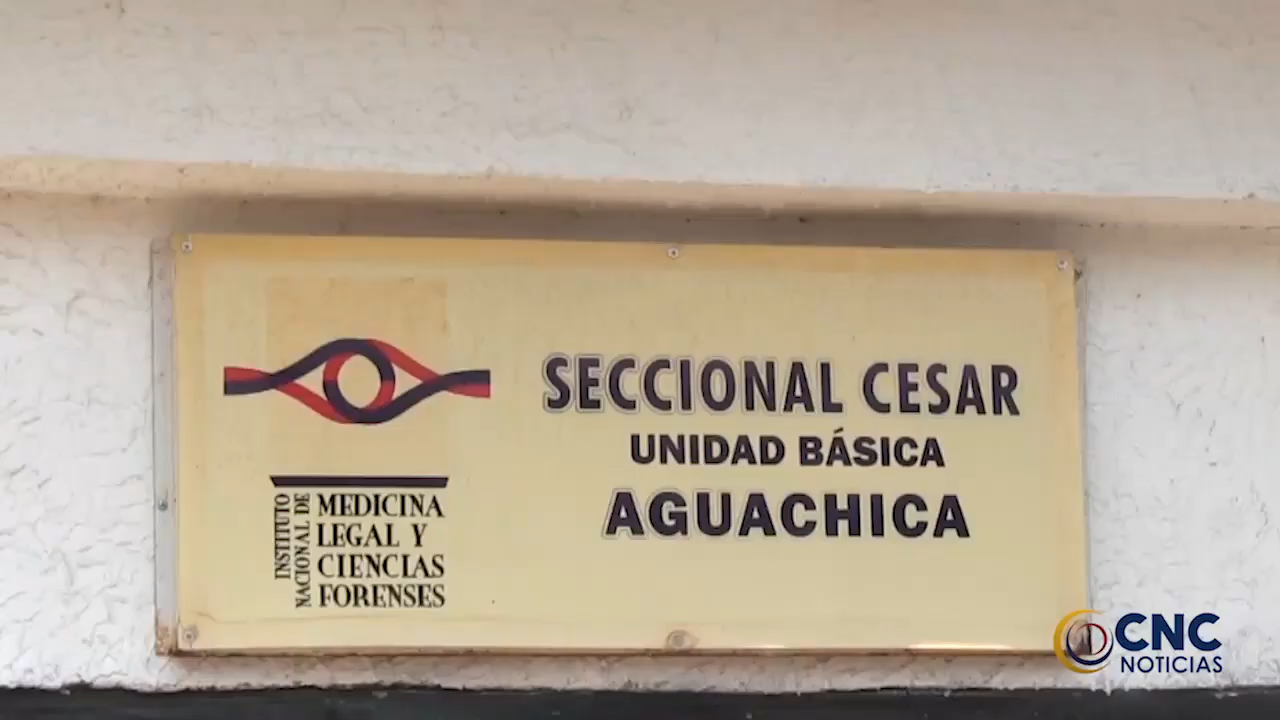 SECCIONAL CESAR
UNIDAD BÁSICA
AGUACHICA
INSTITUTO
NACIONAL DE
MEDICINA
LEGAL Y
CIENCIAS
FORENSES
CNC
NOTICIAS